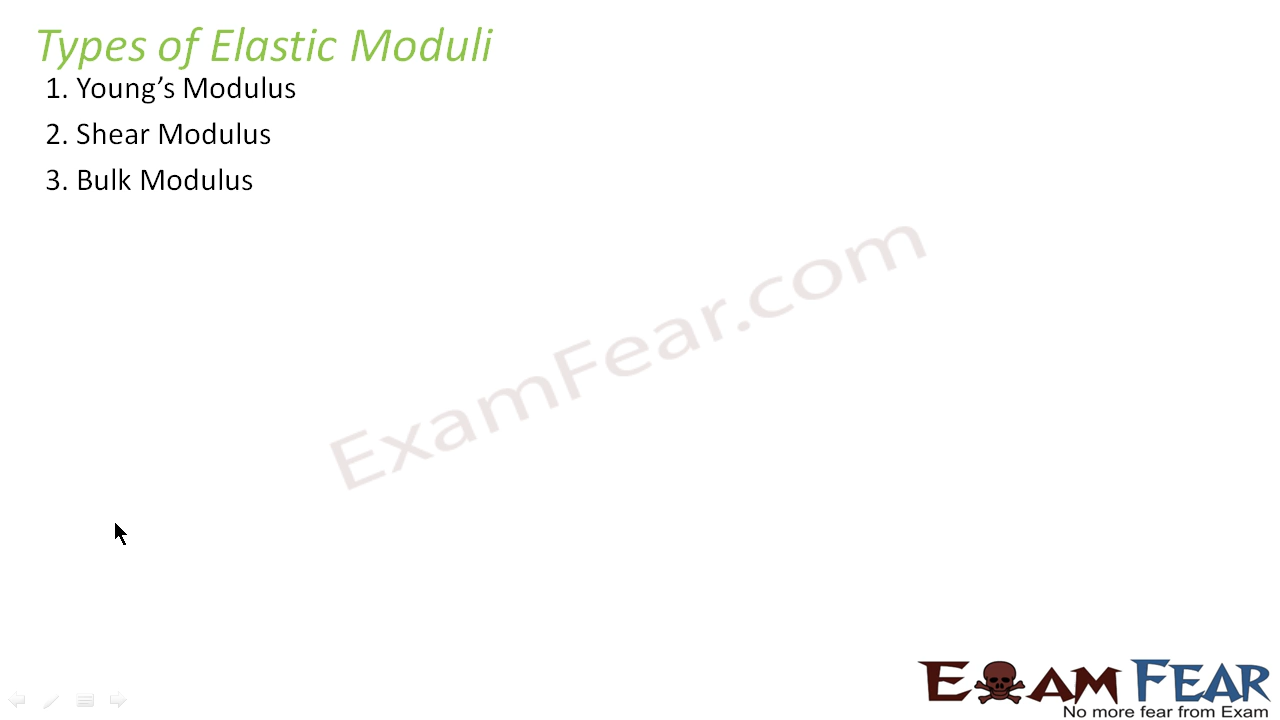 Types of Elastic Moduli
1. Young’s Modulus
2. Shear Modulus
3. Bulk Modulus
ExamFear.com
EXAM FEAR
No more fear from Exam